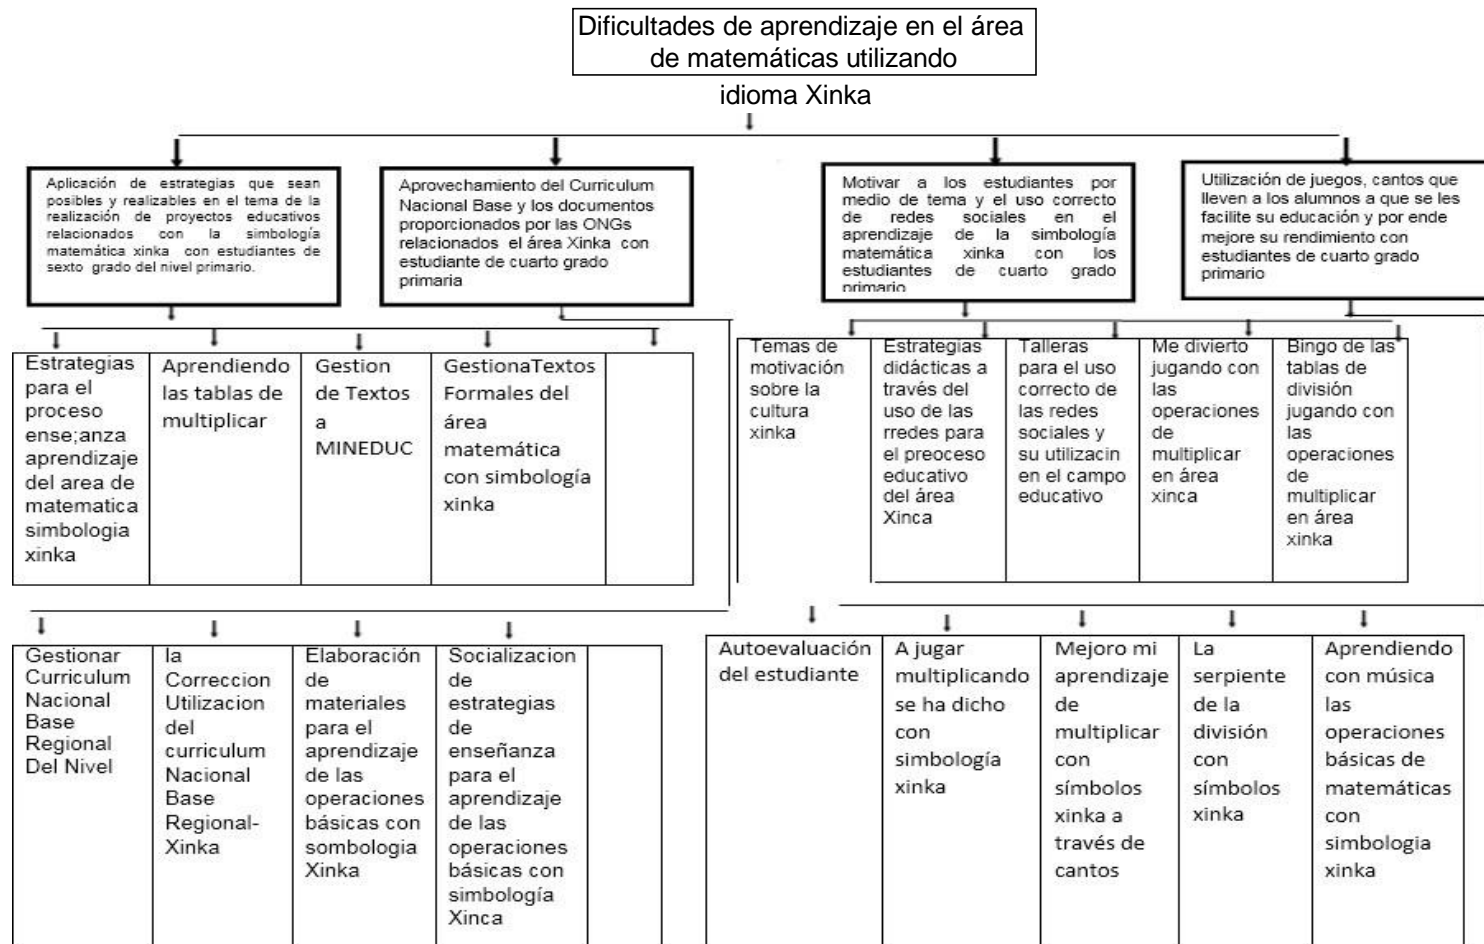 Dificultades de aprendizaje en el área
de matemáticas utilizando
idioma Xinka
Aplicación de estrategias que sean
posibles y realizables en el tema de la
realización de proyectos educativos
relacionados con la simbología
matemática xinka con estudiantes de
sexto grado del nivel primario.
Aprovechamiento del Curriculum
Nacional Base y los documentos
proporcionados por las ONGs
relacionados el área Xinka con
estudiante de cuarto grado
primaria
Motivar a los estudiantes por
medio de tema y el uso correcto
de redes sociales en el
aprendizaje de la simbología
matemática xinka con los
estudiantes de cuarto grado
primario
Utilización de juegos, cantos que
lleven a los alumnos a que se les
facilite su educación y por ende
mejore su rendimiento con
estudiantes de cuarto grado
primario
Estrategias
para el
proceso
ense;anza
aprendizaje
del area de
matematica
simbologia
xinka
Aprendiendo
las tablas de
multiplicar
Gestion
de Textos
a
MINEDUC
GestionaTextos
Formales del
área
matemática
con simbología
xinka
Temas de
motivación
sobre la
cultura
xinka
Estrategias
didácticas a
través del
uso de las
rredes para
el preoceso
educativo
del área
Xinca
Talleras
para el uso
correcto de
las redes
sociales y
su utilizacin
en el campo
educativo
Me divierto
jugando con
las
operaciones
de
multiplicar
en área
xinca
Bingo de las
tablas de
división
jugando con
las
operaciones
de
multiplicar
en área
xinka
Gestionar
Curriculum
Nacional
Base
Regional
Del Nivel
la
Correccion
Utilizacion
del
curriculum
Nacional
Base
Regional-
Xinka
Elaboración
de
materiales
para el
aprendizaje
de las
operaciones
básicas con
sombologia
Xinka
Socializacion
de
estrategias
de
enseñanza
para el
aprendizaje
de las
operaciones
básicas con
simbología
Xinca
Autoevaluación
del estudiante
A jugar
multiplicando
se ha dicho
con
simbología
xinka
Mejoro mi
aprendizaje
de
multiplicar
con
símbolos
xinka a
través de
cantos
La
serpiente
de la
división
con
símbolos
xinka
Aprendiendo
con música
las
operaciones
básicas de
matemáticas
con
simbologia
xinka